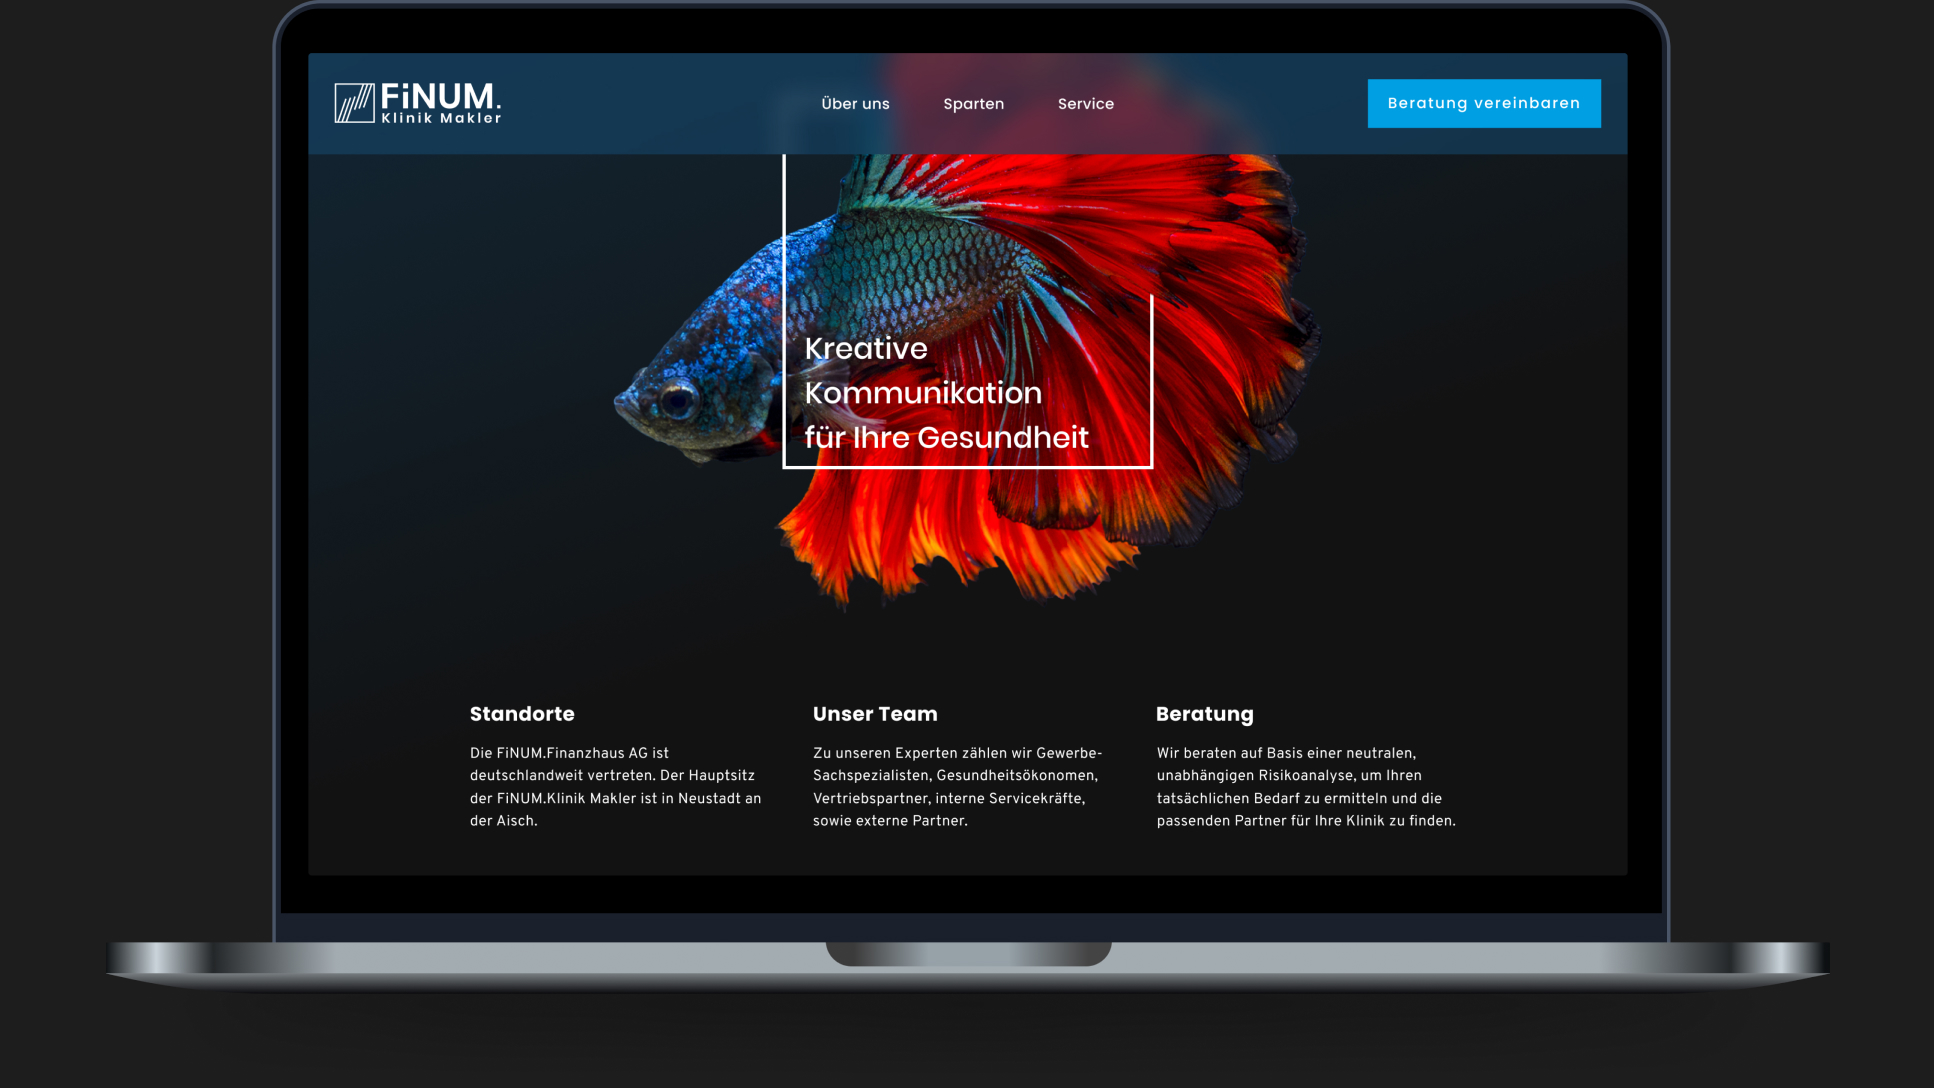 FiNUM.
Klinik Makler
Über uns
Sparten
Service
Beratung vereinbaren
Kreative
Kommunikation
für Ihre Gesundheit
Standorte
Die FiNUM.Finanzhaus AG ist
deutschlandweit vertreten. Der Hauptsitz
der FiNUM.Klinik Makler ist in Neustadt an
der Aisch.
Unser Team
Zu unseren Experten zählen wir Gewerbe-
Sachspezialisten, Gesundheitsökonomen,
Vertriebspartner, interne Servicekräfte,
sowie externe Partner.
Beratung
Wir beraten auf Basis einer neutralen,
unabhängigen Risikoanalyse, um Ihren
tatsächlichen Bedarf zu ermitteln und die
passenden Partner für Ihre Klinik zu finden.